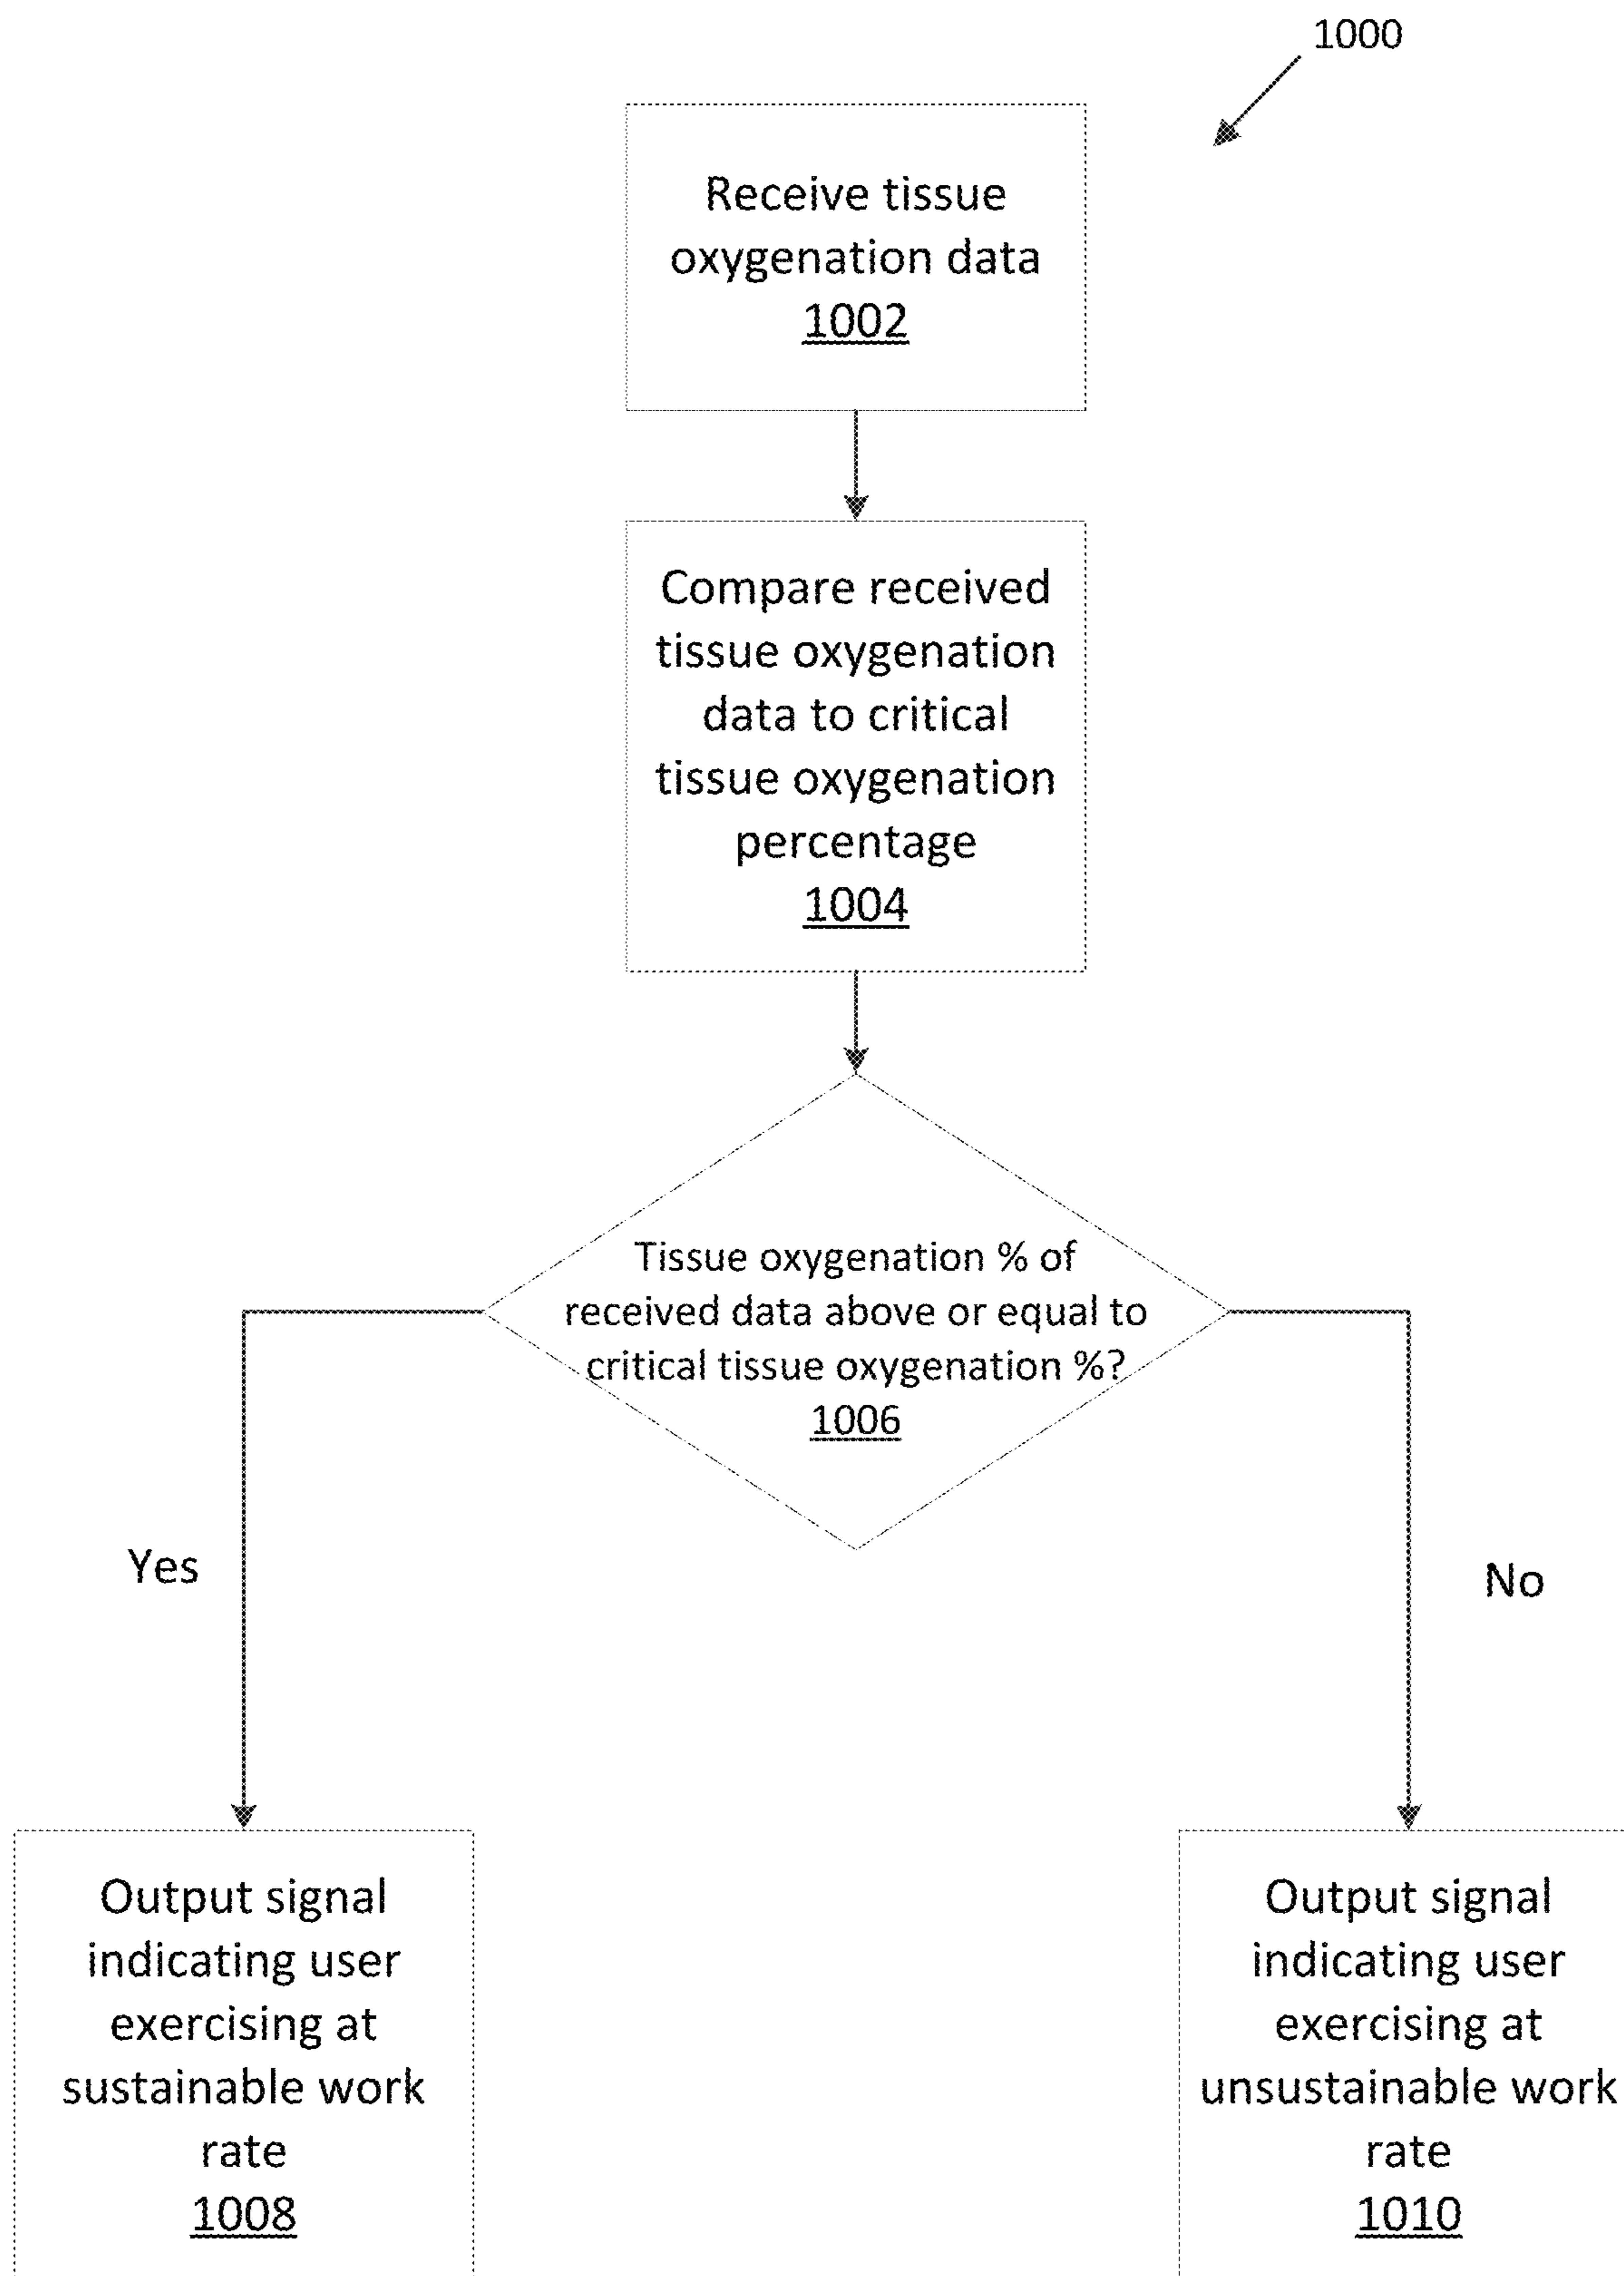 1000
Receive tissue
oxygenation data
1002
Compare received
tissue oxygenation
data to critical
tissue oxygenation
percentage
1004
Tissue oxygenation % of
received data above or equal to
critical tissue oxygenation %?
1006
Yes
No
Output signal
indicating user
exercising at
sustainable work
rate
1008
Output signal
indicating user
exercising at
unsustainable work
rate
1010